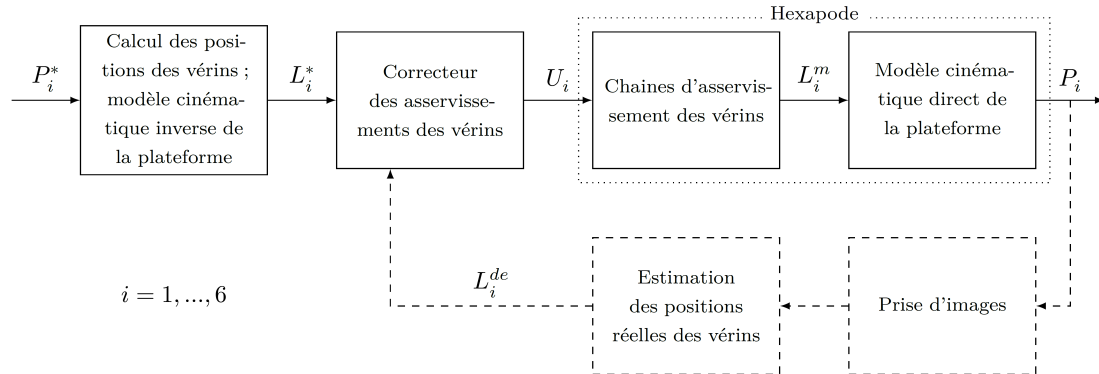 Hexapode
Calcul des posi-
tions des vérins ;
modèle cinéma-
tique inverse de
la plateforme
Correcteur
des asservisse-
ments des vérins
Chaines d'asservis-
sement des vérins
Modèle cinéma-
tique direct de
la plateforme
P_i^*
L_i^*
U_i
L_i^m
P_i
Estimation
des positions
réelles des vérins
Prise d'images
L_i^{de}
i = 1, ..., 6